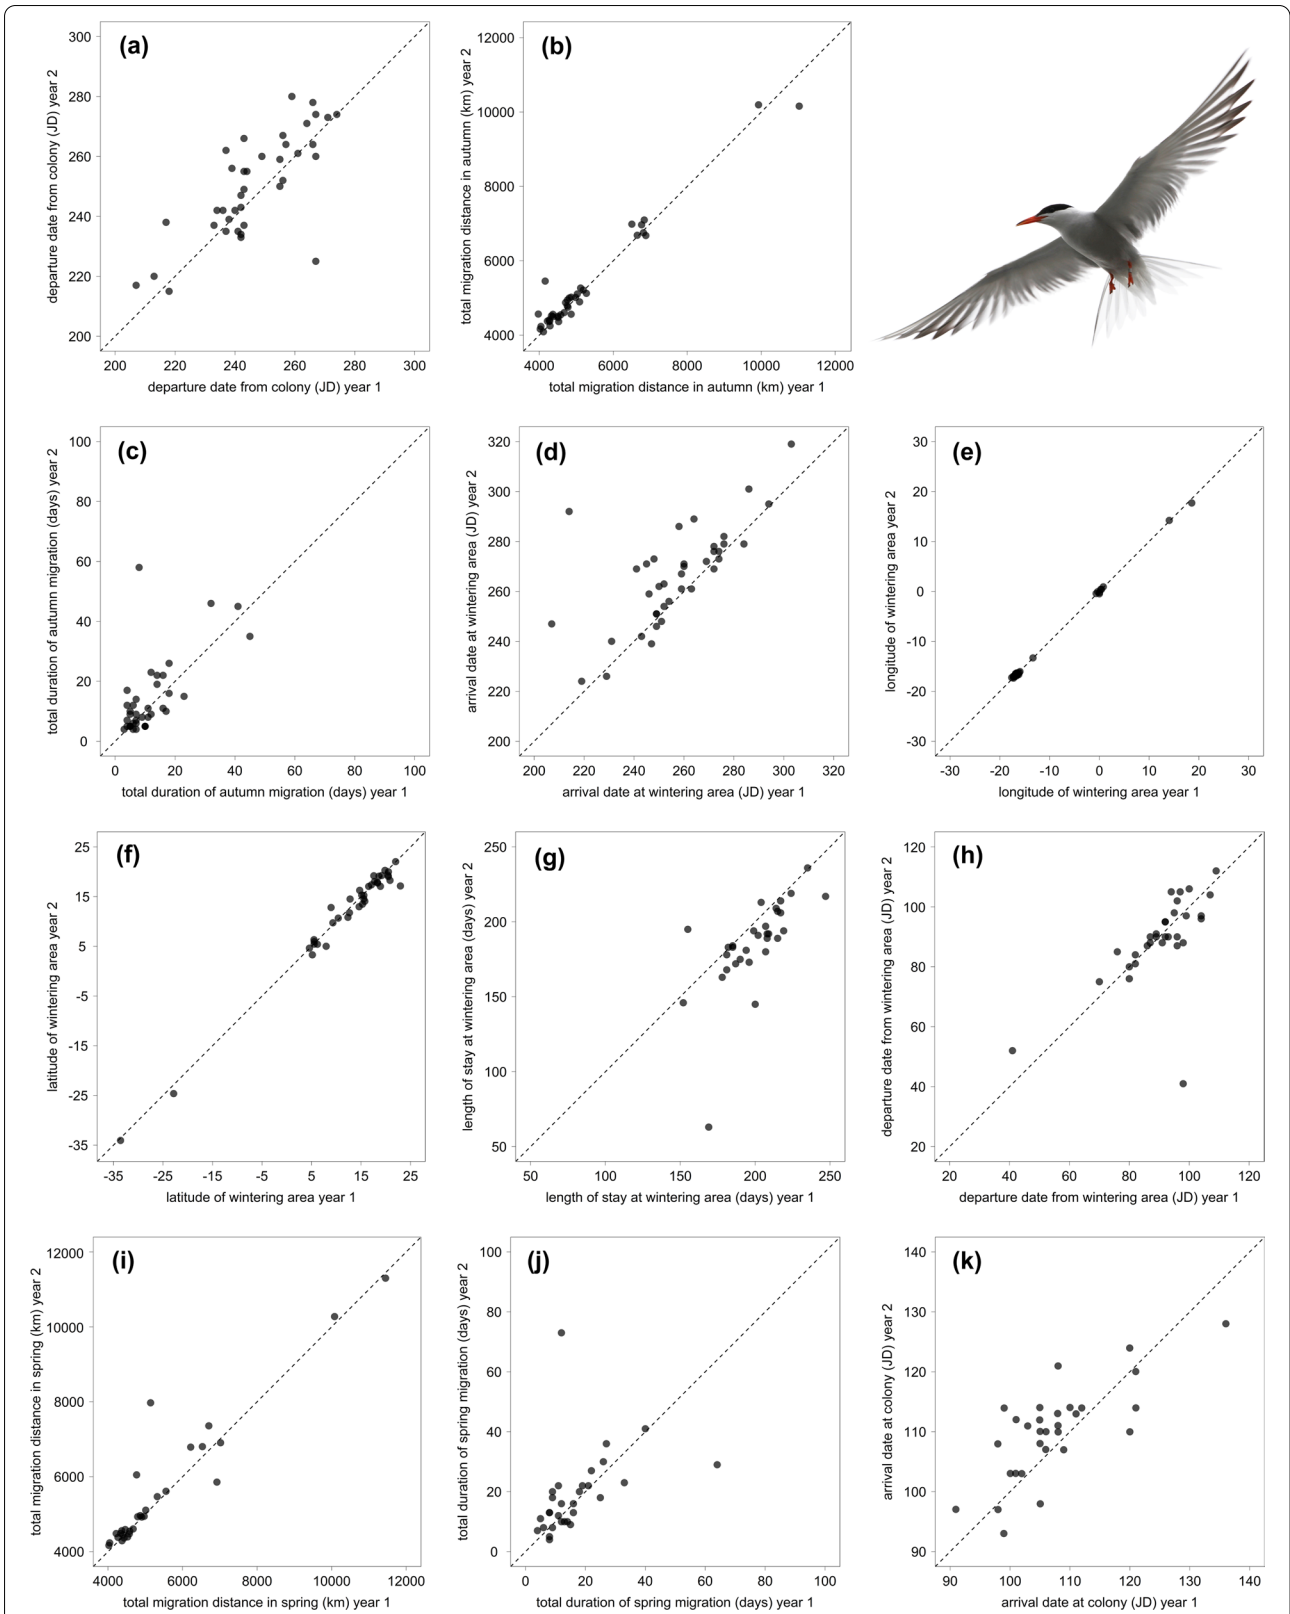 (a)
departure date from colony (JD) year 2
300
280
260
240
220
200
200 220 240 260 280 300
departure date from colony (JD) year 1
(b)
total migration distance in autumn (km) year 2
12000
10000
8000
6000
4000
4000 6000 8000 10000 12000
total migration distance in autumn (km) year 1
(c)
total duration of autumn migration (days) year 2
100
80
60
40
20
0
0 20 40 60 80 100
total duration of autumn migration (days) year 1
(d)
arrival date at wintering area (JD) year 2
320
300
280
260
240
220
200
200 220 240 260 280 300 320
arrival date at wintering area (JD) year 1
(e)
longitude of wintering area year 2
30
20
10
0
-10
-20
-30
-30 -20 -10 0 10 20 30
longitude of wintering area year 1
(f)
latitude of wintering area year 2
25
15
5
-5
-15
-25
-35
-35 -25 -15 -5 5 15 25
latitude of wintering area year 1
(g)
length of stay at wintering area (days) year 2
250
200
150
100
50
50 100 150 200 250
length of stay at wintering area (days) year 1
(h)
departure date from wintering area (JD) year 2
120
100
80
60
40
20
20 40 60 80 100 120
departure date from wintering area (JD) year 1
(i)
total migration distance in spring (km) year 2
12000
10000
8000
6000
4000
4000 6000 8000 10000 12000
total migration distance in spring (km) year 1
(j)
total duration of spring migration (days) year 2
100
80
60
40
20
0
0 20 40 60 80 100
total duration of spring migration (days) year 1
(k)
arrival date at colony (JD) year 2
140
130
120
110
100
90
90 100 110 120 130 140
arrival date at colony (JD) year 1